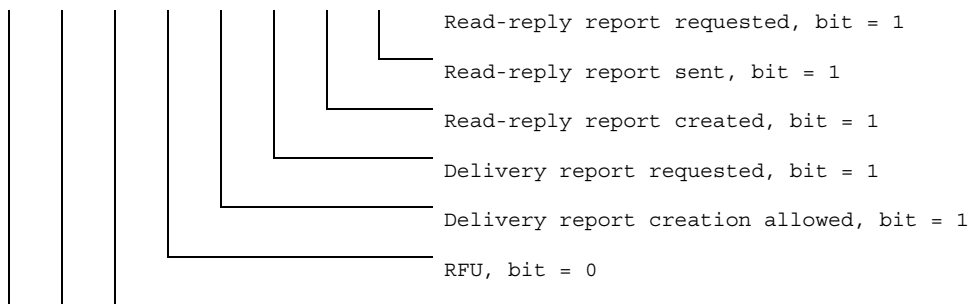 Read-reply report requested, bit = 1
Read-reply report sent, bit = 1
Read-reply report created, bit = 1
Delivery report requested, bit = 1
Delivery report creation allowed, bit = 1
RFU, bit = 0